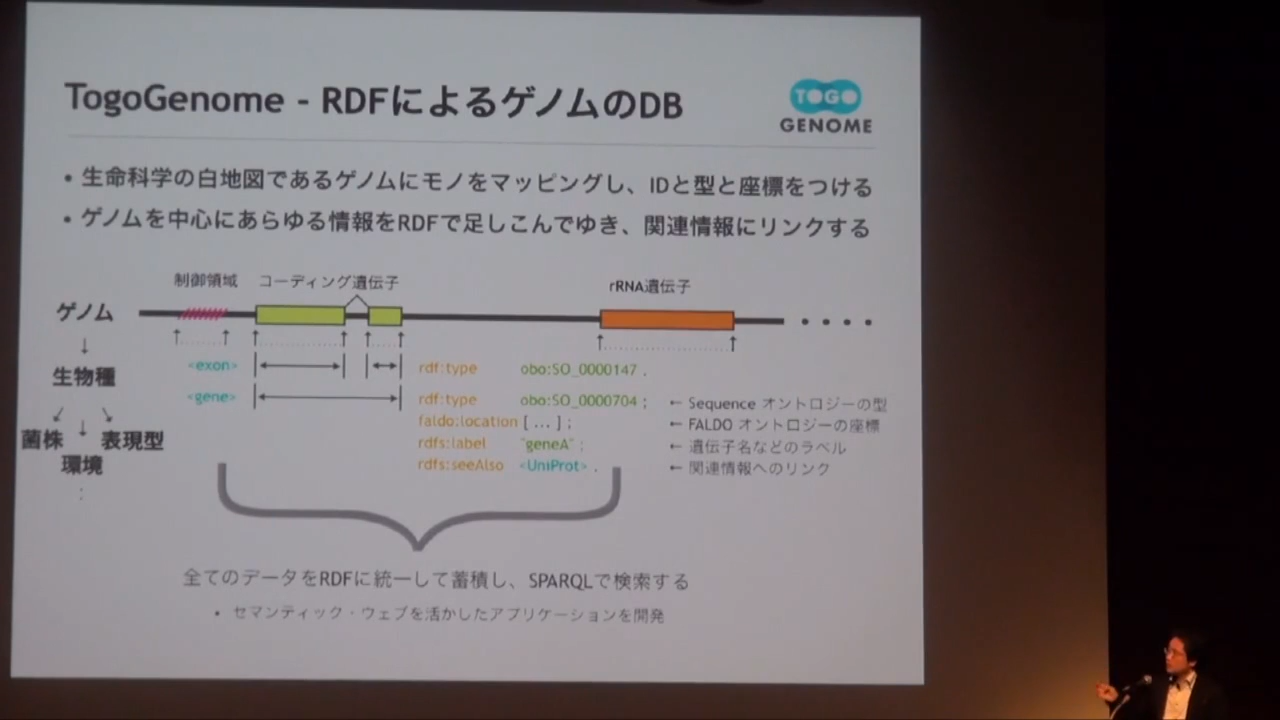 TogoGenome - RDFによるゲノムのDB
TOGO
GENOME
• 生命科学の白地図であるゲノムにモノをマッピングし、IDと型と座標をつける
• ゲノムを中心にあらゆる情報をRDFで足しこんでゆき、関連情報にリンクする
制御領域 コーディング遺伝子 rRNA遺伝子
ゲノム
↓
生物種
<exon> rdf:type obo:SO_0000147 .
<gene> rdf:type obo:SO_0000704 ; ← Sequence オントロジーの型
faldo:location [ ... ] ; ← FALDO オントロジーの座標
rdfs:label "geneA" ; ← 遺伝子名などのラベル
rdfs:seeAlso <UniProt> . ← 関連情報へのリンク
菌株 ↓ 表現型
環境
:
全てのデータをRDFに統一して蓄積し、SPARQLで検索する
• セマンティック・ウェブを活かしたアプリケーションを開発